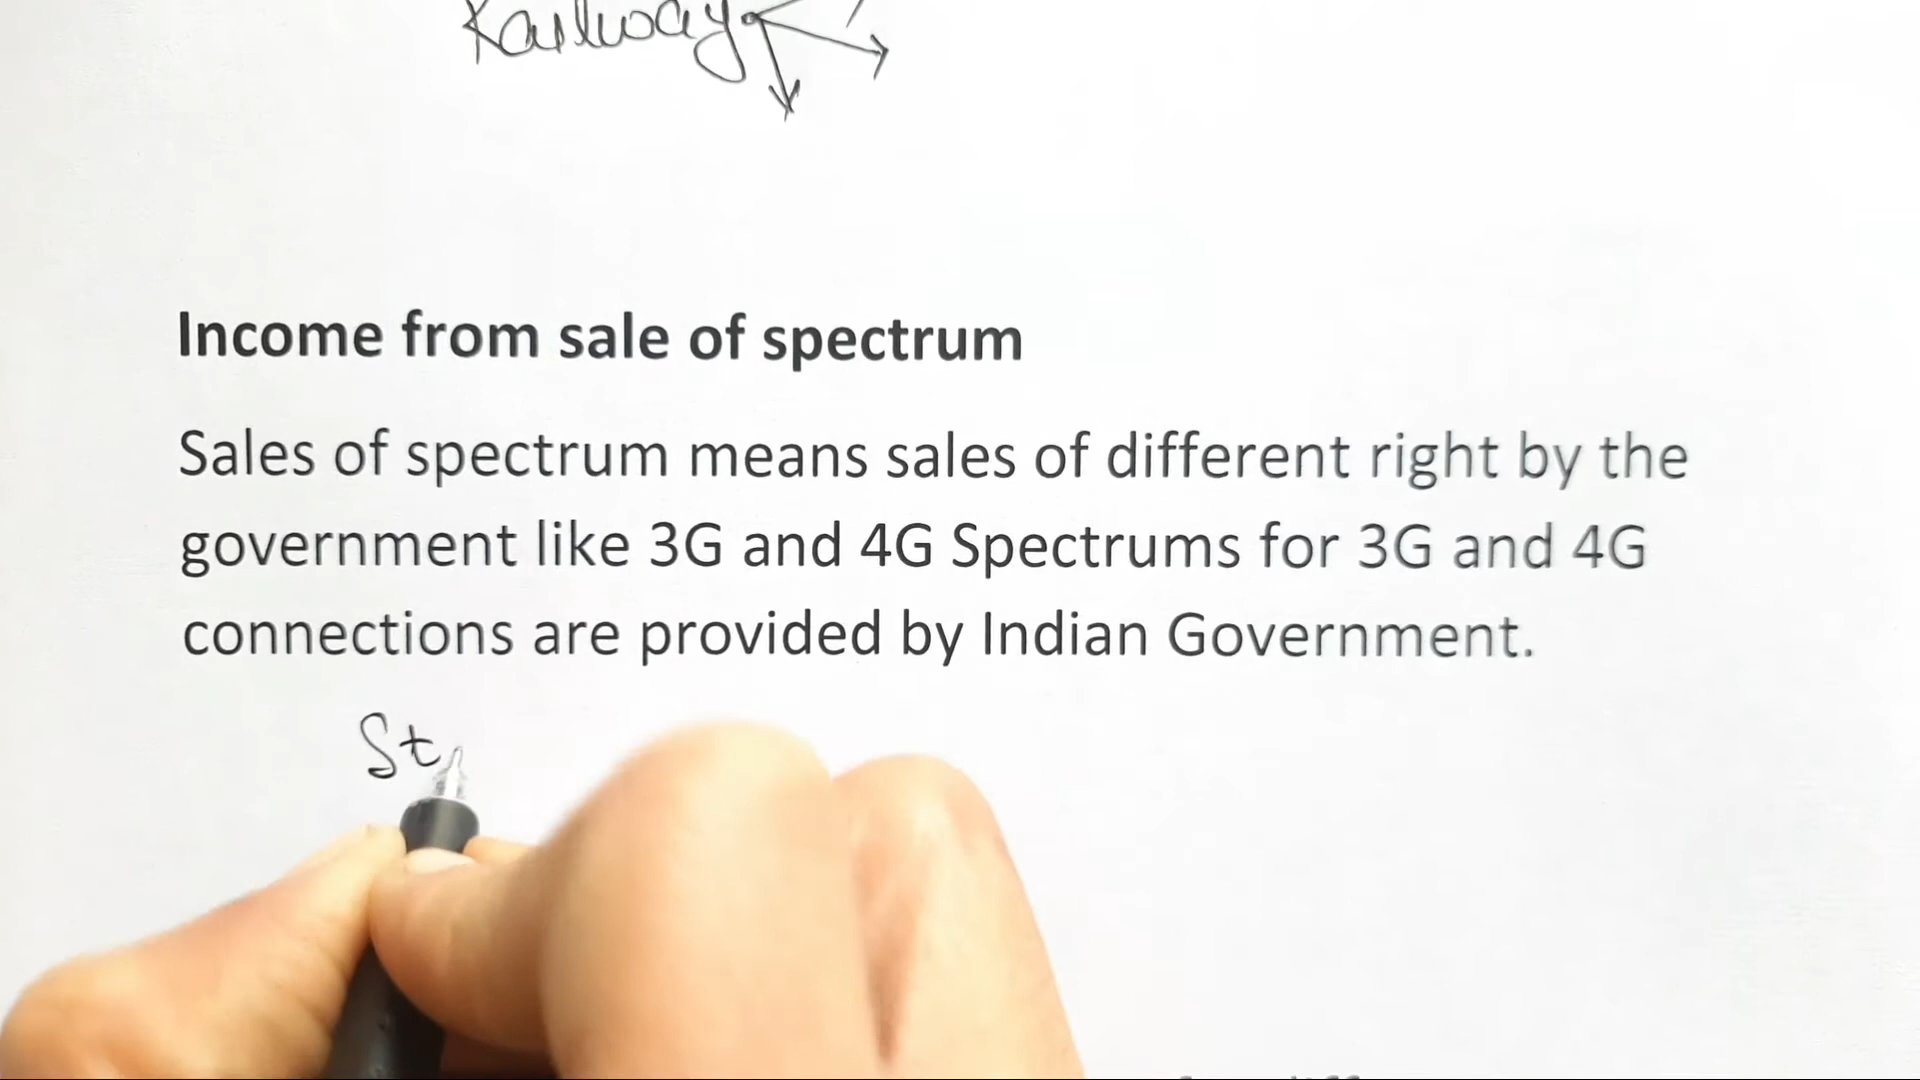 Railway
Income from sale of spectrum
Sales of spectrum means sales of different right by the
government like 3G and 4G Spectrums for 3G and 4G
connections are provided by Indian Government.
St